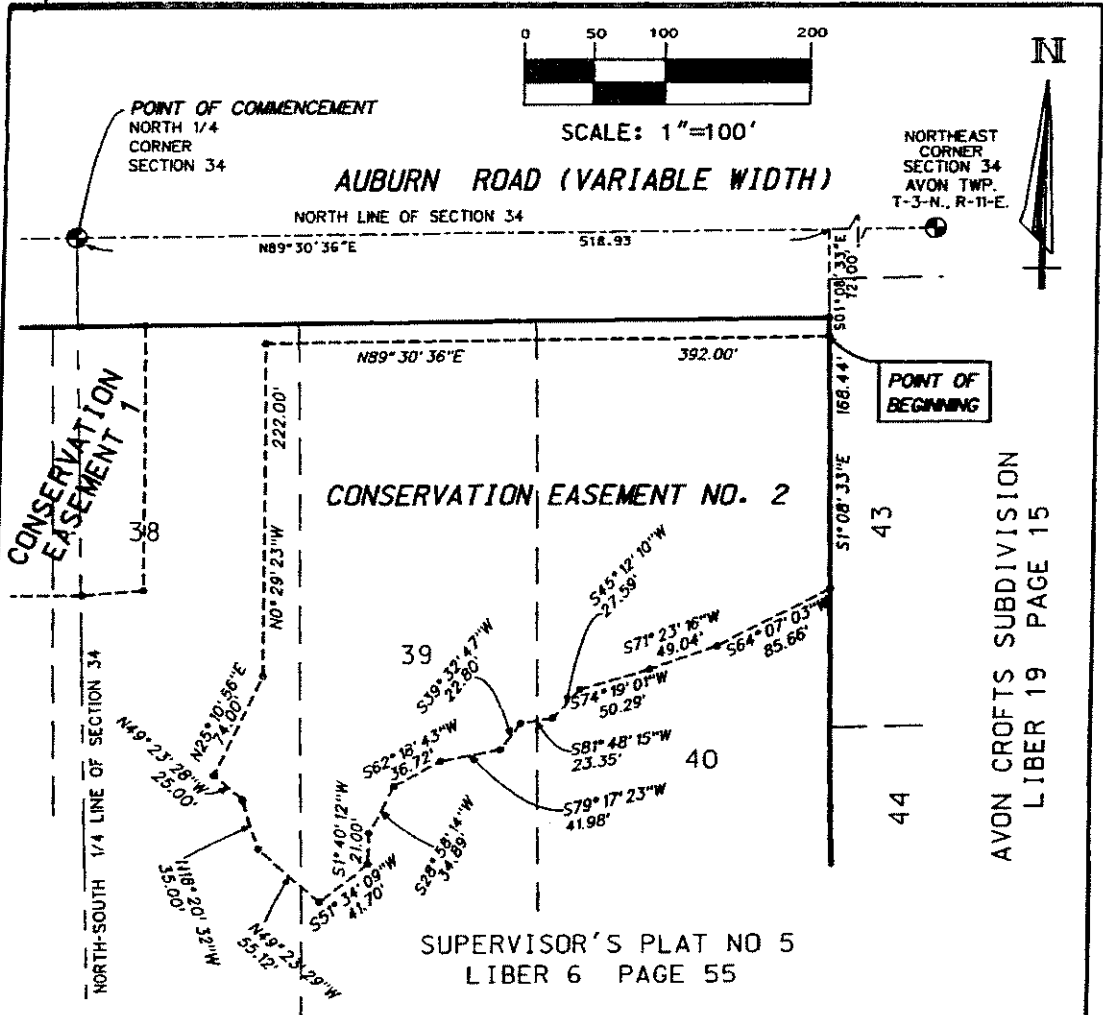 0 50 100 200
SCALE: 1"=100'
N
POINT OF COMMENCEMENT
NORTH 1/4
CORNER
SECTION 34
NORTHEAST
CORNER
SECTION 34
AVON TWP.
T-3-N., R-11-E.
AUBURN ROAD (VARIABLE WIDTH)
NORTH LINE OF SECTION 34
N89°30'36"E
518.93
S01°08'33"E
72.00'
N89°30'36"E
392.00'
POINT OF
BEGINNING
168.44'
S1°08'33"E
222.00'
N0°29'23"W
CONSERVATION
EASEMENT 1
38
CONSERVATION EASEMENT NO. 2
43
AVON CROFTS SUBDIVISION
LIBER 19 PAGE 15
S45°12'10"W
27.59'
S71°23'16"W
49.04'
S64°07'03"W
85.66'
39
S39°32'47"W
22.80'
S74°19'01"W
50.29'
N25°10'56"E
74.00'
N49°23'28"W
25.00'
S62°18'43"W
36.72'
S81°48'15"W
23.35'
40
S79°17'23"W
41.98'
44
S1°40'12"W
21.00'
S28°58'14"W
34.89'
N18°20'32"W
35.00'
S51°34'09"W
41.70'
N49°23'29"W
55.12'
NORTH-SOUTH 1/4 LINE OF SECTION 34
SUPERVISOR'S PLAT NO 5
LIBER 6 PAGE 55